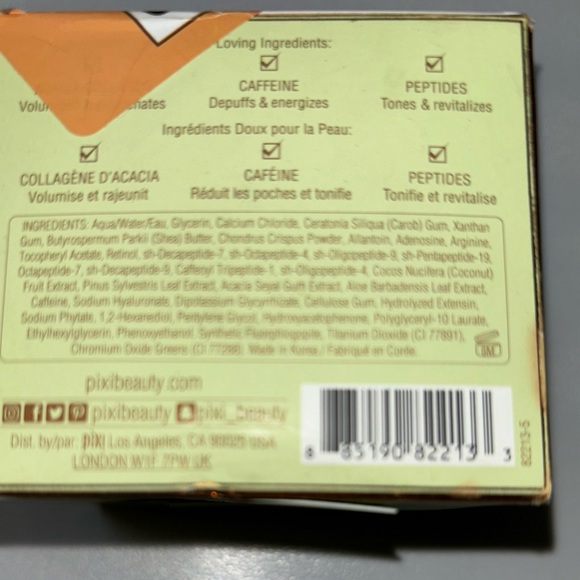 Loving Ingredients:
CAFFEINE PEPTIDES
Depuffs & energizes Tones & revitalizes
Ingrédients Doux pour la Peau:
COLLAGÈNE D'ACACIA CAFÉINE PEPTIDES
Volumise et rajeunit Réduit les poches et tonifie Tonifie et revitalise
INGREDIENTS: Aqua/Water/Eau, Glycerin, Calcium Chloride, Ceratonia Siliqua (Carob) Gum, Xanthan
Gum, Butyrospermum Parkii (Shea) Butter, Chondrus Crispus Powder, Allantoin, Adenosine, Arginine,
Tocopheryl Acetate, Retinol, sh-Decapeptide-7, sh-Octapeptide-4, sh-Oligopeptide-9, sh-Pentapeptide-19,
Octapeptide-7, sh-Decapeptide-9, Caffeoyl Tripeptide-1, sh-Oligopeptide-4, Cocos Nucifera (Coconut)
Fruit Extract, Pinus Sylvestris Leaf Extract, Acacia Seyal Gum Extract, Aloe Barbadensis Leaf Extract,
Caffeine, Sodium Hyaluronate, Dipotassium Glycyrrhizate, Cellulose Gum, Hydrolyzed Extensin,
Sodium Phytate, 1,2-Hexanediol, Pentylene Glycol, Hydroxyacetophenone, Polyglyceryl-10 Laurate,
Ethylhexylglycerin, Phenoxyethanol, Synthetic Fluorphlogopite, Titanium Dioxide (CI 77891),
Chromium Oxide Greens (CI 77288). Made in Korea / Fabriqué en Corée.
6M
pixibeauty.com
pixibeauty pixi_beauty
Dist. by/par: pixi Los Angeles, CA 90025 USA
LONDON W1F 7PW UK
8 85190 82213 3
82213-5